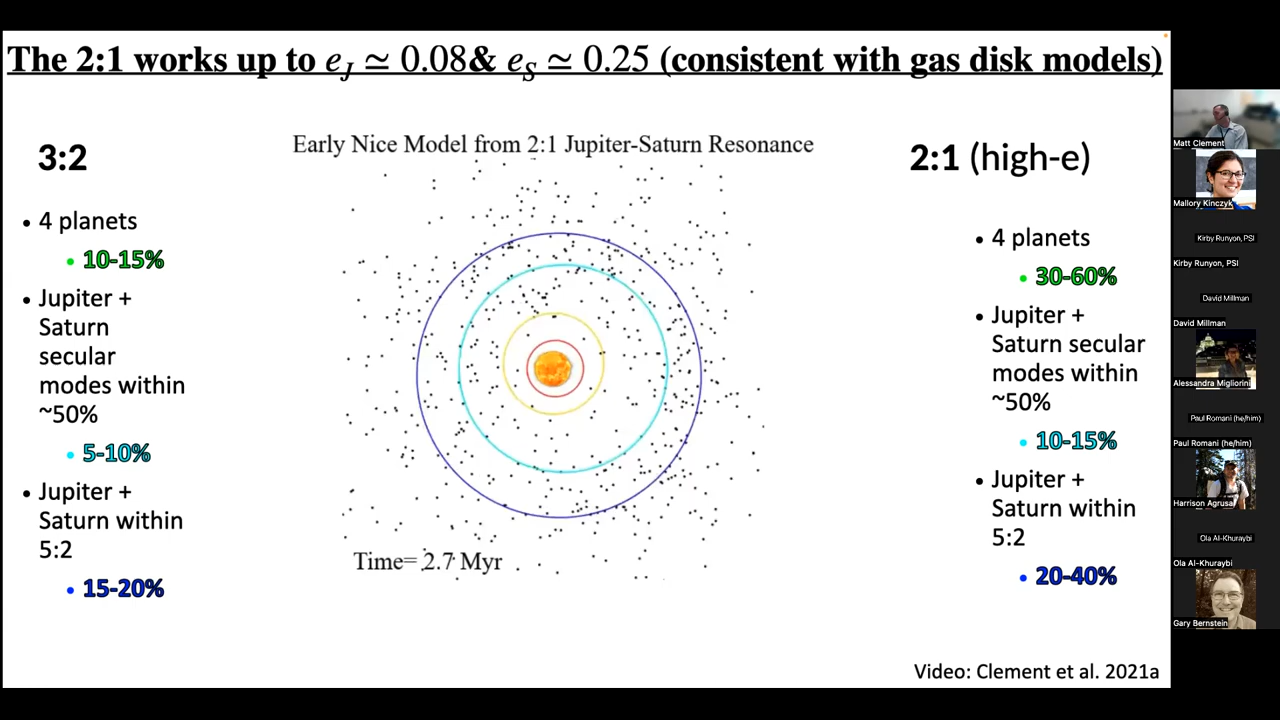 The 2:1 works up to e_J ≃ 0.08& e_S ≃ 0.25 (consistent with gas disk models)
3:2
• 4 planets
• 10-15%
• Jupiter +
Saturn
secular
modes within
~50%
• 5-10%
• Jupiter +
Saturn within
5:2
• 15-20%
Early Nice Model from 2:1 Jupiter-Saturn Resonance
Time= 2.7 Myr
2:1 (high-e)
• 4 planets
• 30-60%
• Jupiter +
Saturn secular
modes within
~50%
• 10-15%
• Jupiter +
Saturn within
5:2
• 20-40%
Video: Clement et al. 2021a
Matt Clement
Mallory Kinczyk
Kirby Runyon, PSI
Kirby Runyon, PSI
David Millman
David Millman
Alessandra Migliorini
Paul Romani (he/him)
Paul Romani (he/him)
Harrison Agrusa
Ola Al-Khuraybi
Ola Al-Khuraybi
Gary Bernstein